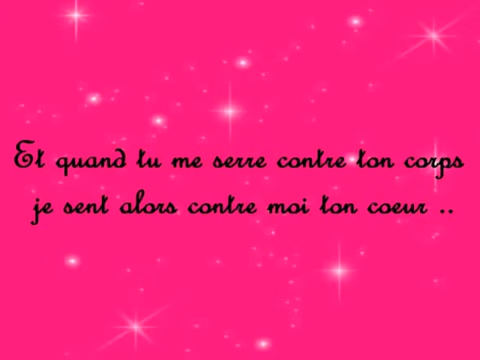 Et quand tu me serre contre ton corps
je sent alors contre moi ton coeur ..